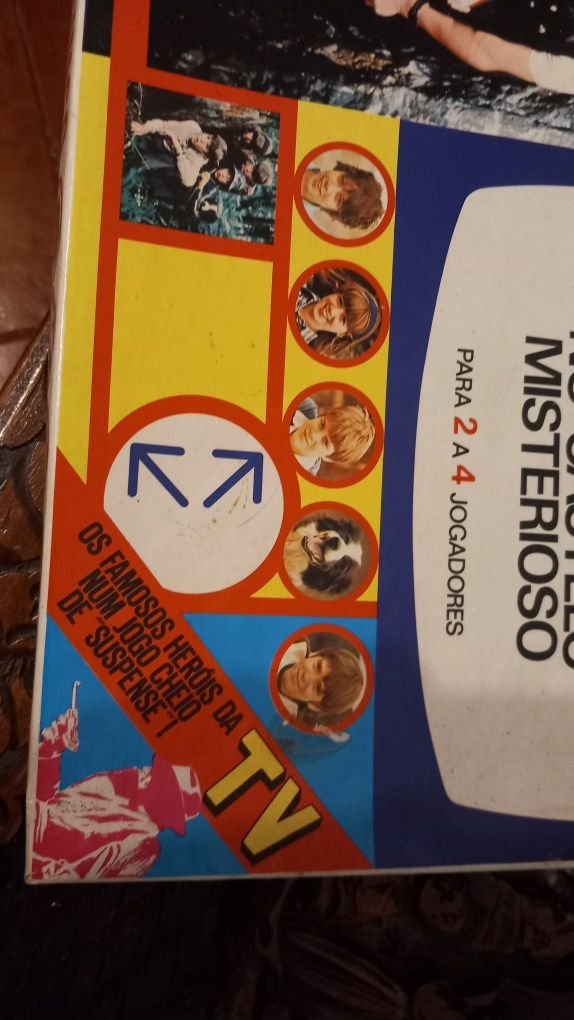 MISTERIOSO
PARA 2 A 4 JOGADORES
OS FAMOSOS HERÓIS DA
NUM JOGO CHEIO
DE "SUSPENSE"!
TV